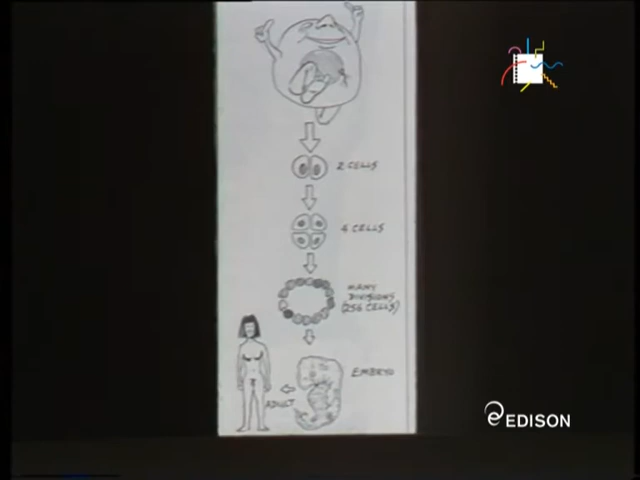 2 CELLS
4 CELLS
MANY
DIVISIONS
(256 CELLS)
EMBRYO
ADULT
EDISON